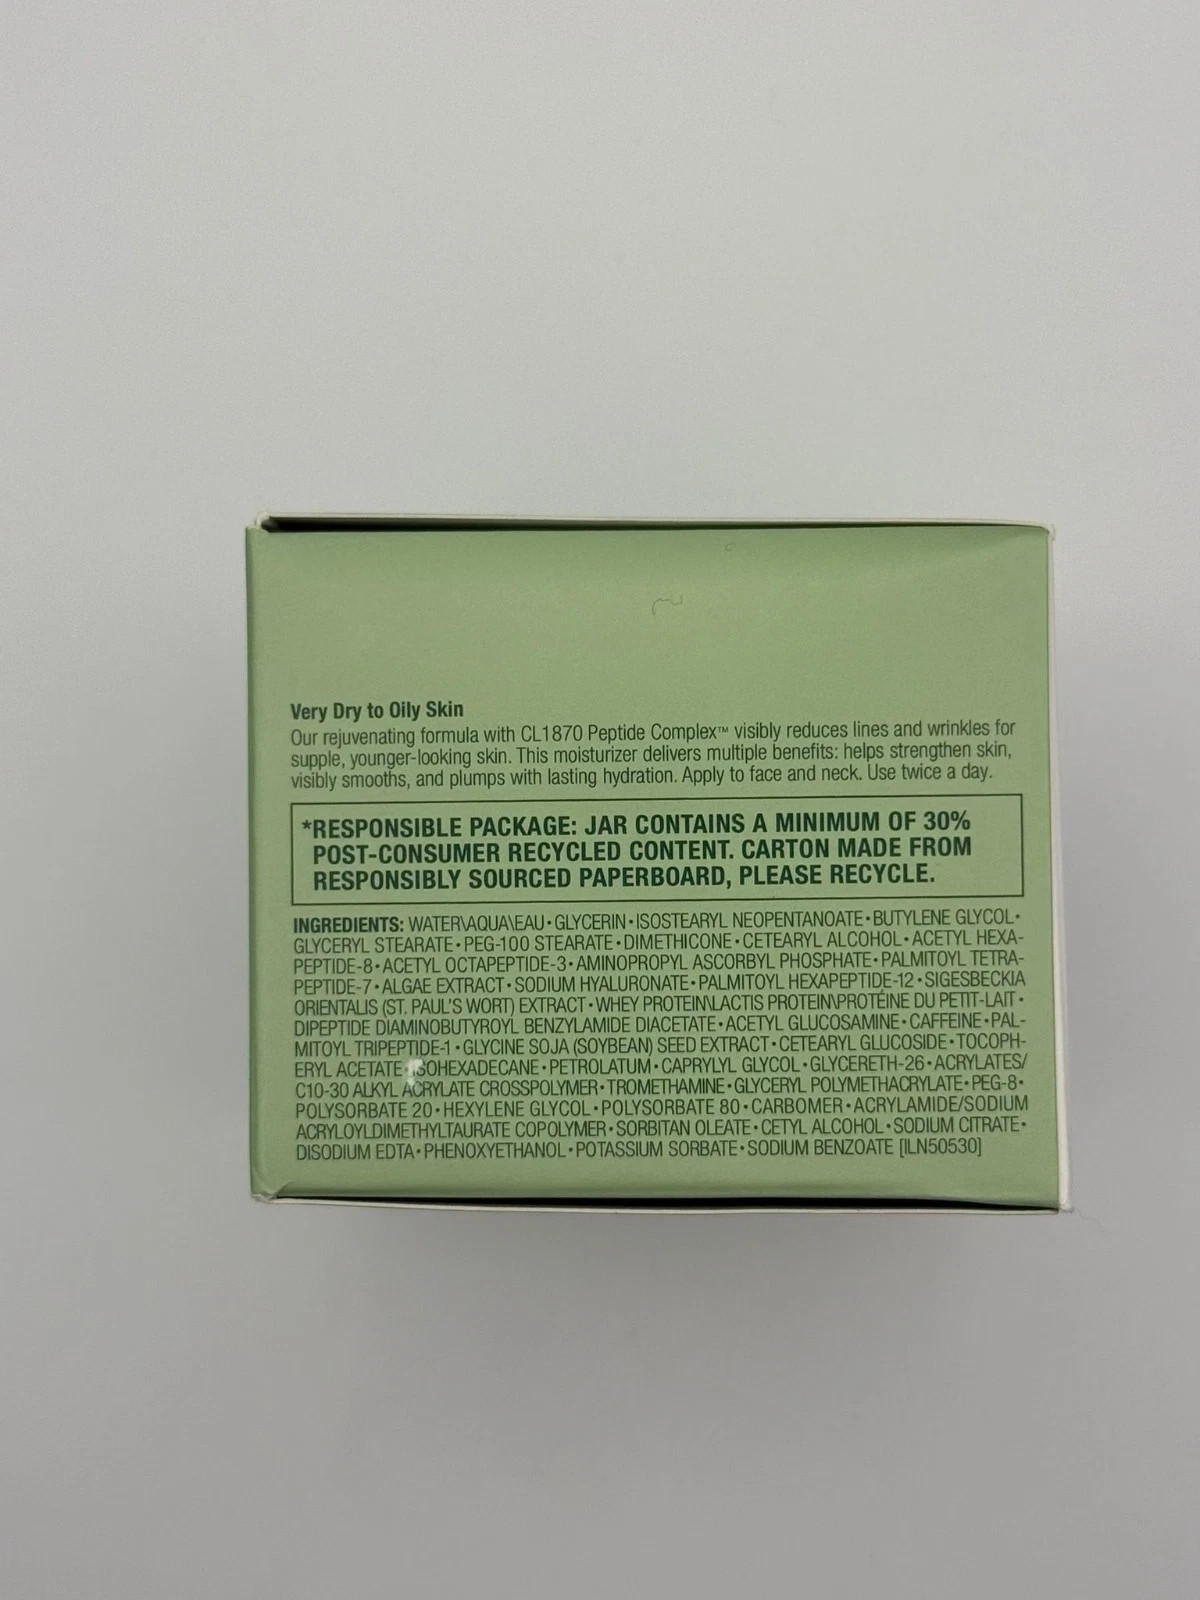 Very Dry to Oily Skin
Our rejuvenating formula with CL1870 Peptide Complex™ visibly reduces lines and wrinkles for
supple, younger-looking skin. This moisturizer delivers multiple benefits: helps strengthen skin,
visibly smooths, and plumps with lasting hydration. Apply to face and neck. Use twice a day.
*RESPONSIBLE PACKAGE: JAR CONTAINS A MINIMUM OF 30%
POST-CONSUMER RECYCLED CONTENT. CARTON MADE FROM
RESPONSIBLY SOURCED PAPERBOARD, PLEASE RECYCLE.
INGREDIENTS: WATER\AQUA\EAU • GLYCERIN • ISOSTEARYL NEOPENTANOATE • BUTYLENE GLYCOL •
GLYCERYL STEARATE • PEG-100 STEARATE • DIMETHICONE • CETEARYL ALCOHOL • ACETYL HEXA-
PEPTIDE-8 • ACETYL OCTAPEPTIDE-3 • AMINOPROPYL ASCORBYL PHOSPHATE • PALMITOYL TETRA-
PEPTIDE-7 • ALGAE EXTRACT • SODIUM HYALURONATE • PALMITOYL HEXAPEPTIDE-12 • SIGESBECKIA
ORIENTALIS (ST. PAUL'S WORT) EXTRACT • WHEY PROTEIN\LACTIS PROTEIN\PROTÉINE DU PETIT-LAIT •
DIPEPTIDE DIAMINOBUTYROYL BENZYLAMIDE DIACETATE • ACETYL GLUCOSAMINE • CAFFEINE • PAL-
MITOYL TRIPEPTIDE-1 • GLYCINE SOJA (SOYBEAN) SEED EXTRACT • CETEARYL GLUCOSIDE • TOCOPH-
ERYL ACETATE • ISOHEXADECANE • PETROLATUM • CAPRYLYL GLYCOL • GLYCERETH-26 • ACRYLATES/
C10-30 ALKYL ACRYLATE CROSSPOLYMER • TROMETHAMINE • GLYCERYL POLYMETHACRYLATE • PEG-8 •
POLYSORBATE 20 • HEXYLENE GLYCOL • POLYSORBATE 80 • CARBOMER • ACRYLAMIDE/SODIUM
ACRYLOYLDIMETHYLTAURATE COPOLYMER • SORBITAN OLEATE • CETYL ALCOHOL • SODIUM CITRATE •
DISODIUM EDTA • PHENOXYETHANOL • POTASSIUM SORBATE • SODIUM BENZOATE [ILN50530]